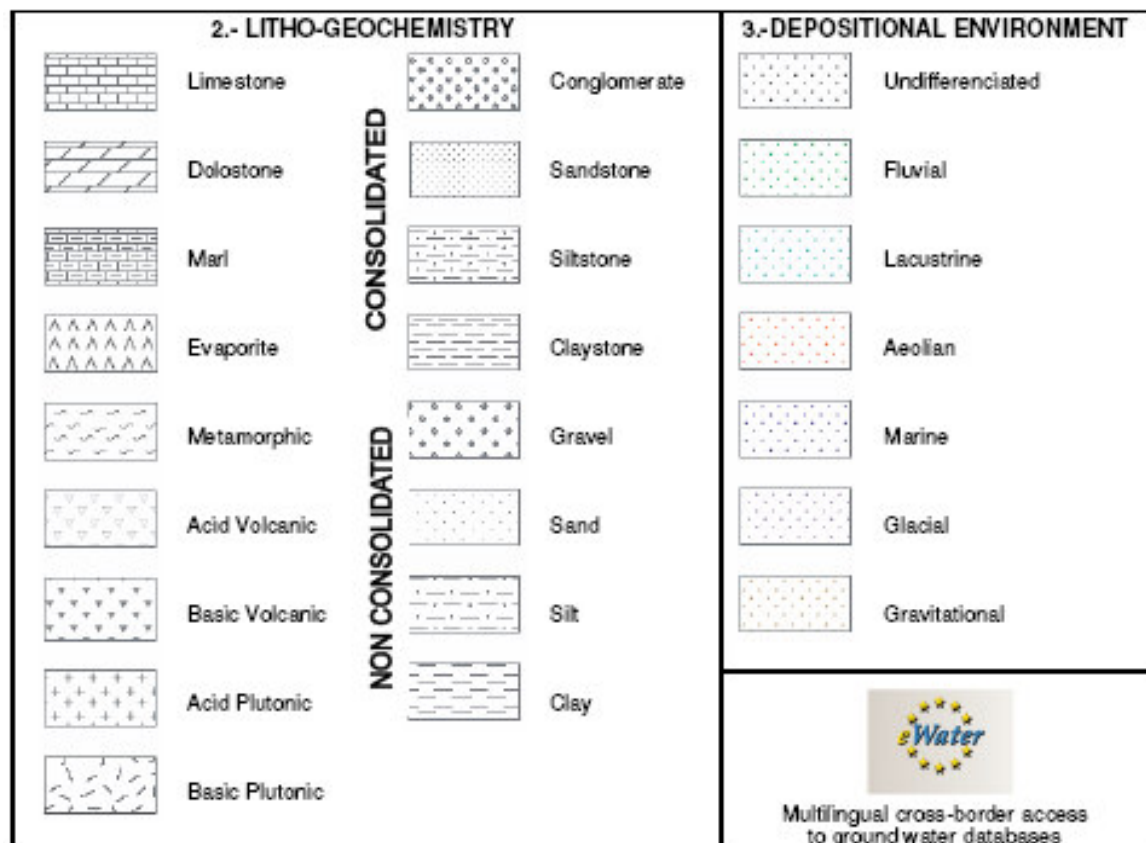 2.- LITHO-GEOCHEMISTRY
Limestone
Dolostone
Marl
Evaporite
Metamorphic
Acid Volcanic
Basic Volcanic
Acid Plutonic
Basic Plutonic
CONSOLIDATED
Conglomerate
Sandstone
Siltstone
Claystone
NON CONSOLIDATED
Gravel
Sand
Silt
Clay
3.-DEPOSITIONAL ENVIRONMENT
Undifferenciated
Fluvial
Lacustrine
Aeolian
Marine
Glacial
Gravitational
eWater
Multilingual cross-border access
to ground water databases